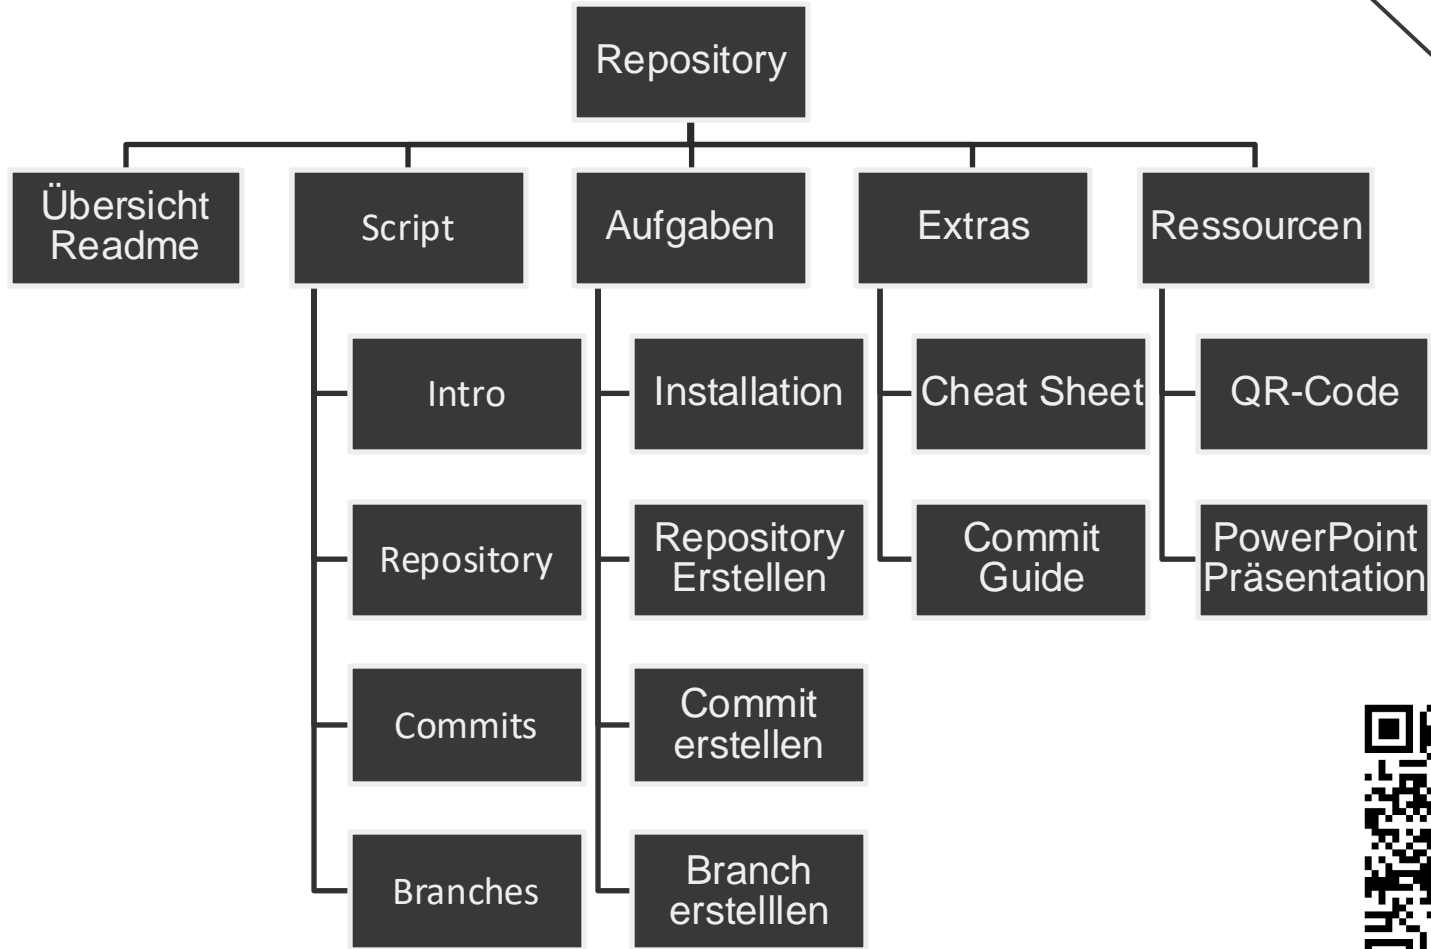 Repository
Übersicht
Readme
Script
Aufgaben
Extras
Ressourcen
Intro
Installation
Cheat Sheet
QR-Code
Repository
Repository
Erstellen
Commit
Guide
PowerPoint
Präsentation
Commits
Commit
erstellen
Branches
Branch
erstelllen